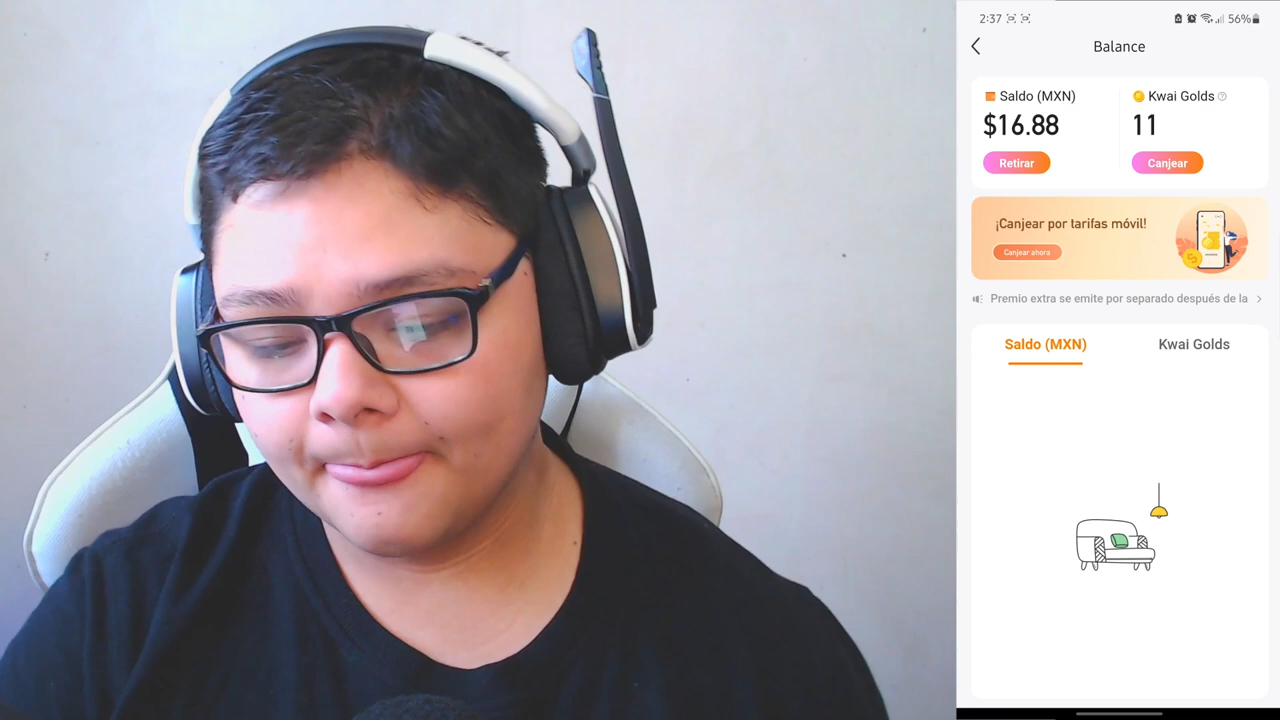 2:37 56%
Balance
Saldo (MXN) Kwai Golds
$16.88 11
Retirar Canjear
¡Canjear por tarifas móvil!
Canjear ahora
Premio extra se emite por separado después de la
Saldo (MXN) Kwai Golds